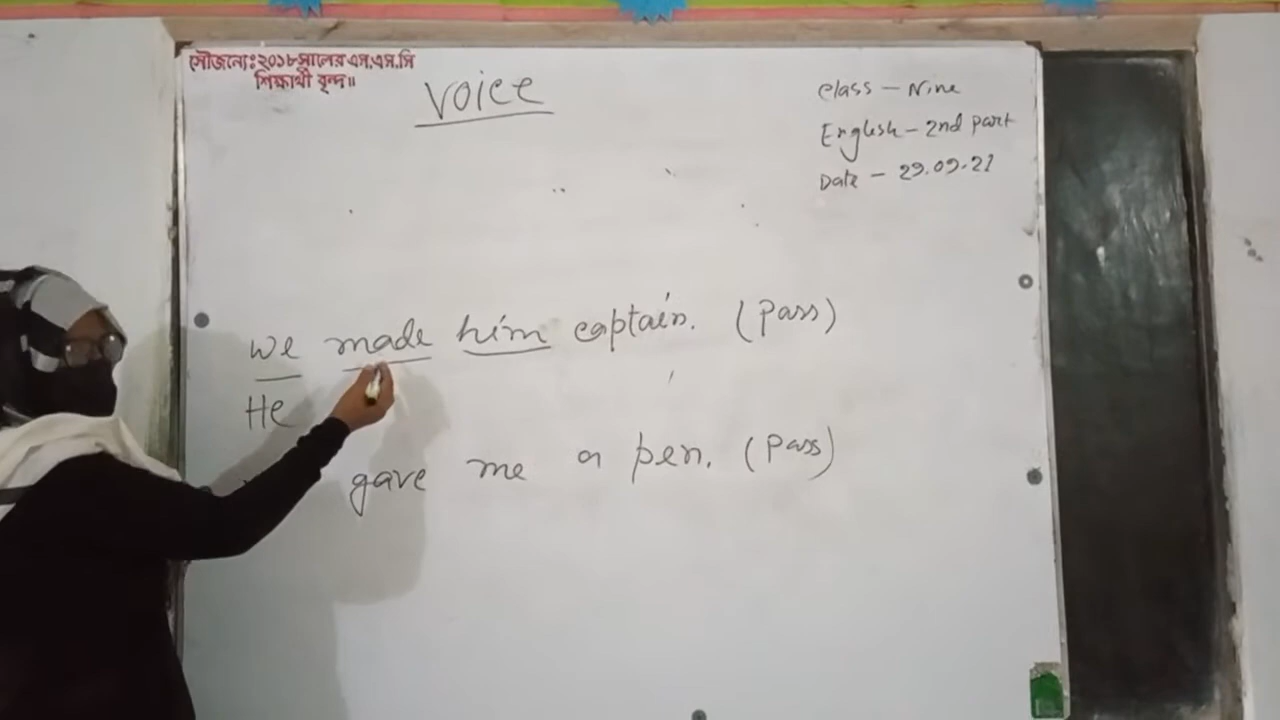 সৌজন্যেঃ ২০১৮ সালের এস.এস.সি
শিক্ষার্থী বৃন্দ॥
Voice
Class - Nine
English - 2nd part
Date - 29.09.21
We made him captain. (Pass)
He
gave me a pen. (Pass)